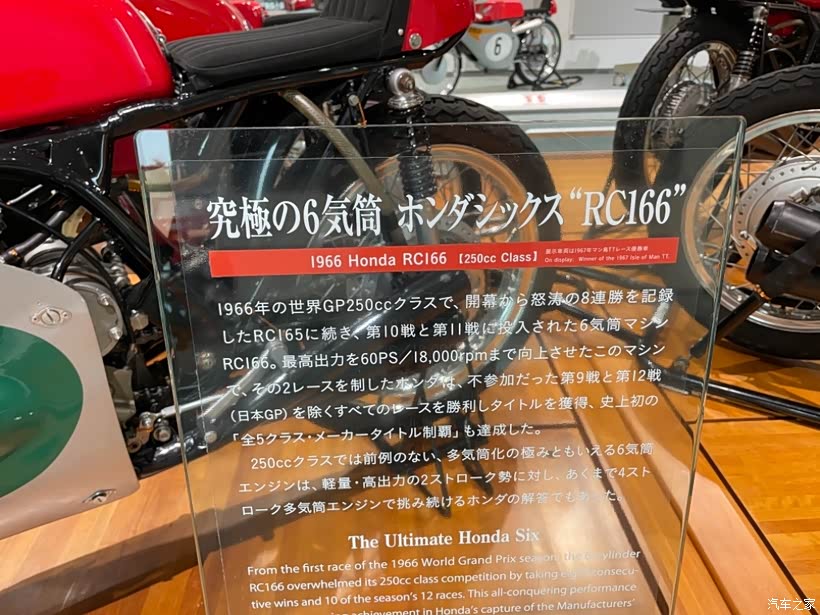 6
究極の6気筒 ホンダシックス“RC166”
1966 Honda RC166 【250cc Class】
展示車両は1967年マン島TTレース優勝車
On display: Winner of the 1967 Isle of Man TT.
1966年の世界GP250ccクラスで、開幕から怒涛の8連勝を記録
したRC165に続き、第10戦と第11戦に投入された6気筒マシン
RC166。最高出力を60PS/18,000rpmまで向上させたこのマシン
で、その2レースを制したホンダは、不参加だった第9戦と第12戦
(日本GP)を除くすべてのレースを勝利しタイトルを獲得、史上初の
「全5クラス・メーカータイトル制覇」も達成した。
250ccクラスでは前例のない、多気筒化の極みともいえる6気筒
エンジンは、軽量・高出力の2ストローク勢に対し、あくまで4スト
ローク多気筒エンジンで挑み続けるホンダの解答でもあった。
The Ultimate Honda Six
From the first race of the 1966 World Grand Prix season, the 6-cylinder
RC166 overwhelmed its 250cc class competition by taking eight consecu-
tive wins and 10 of the season's 12 races. This all-conquering performance
achievement in Honda's capture of the Manufacturers'
汽车之家